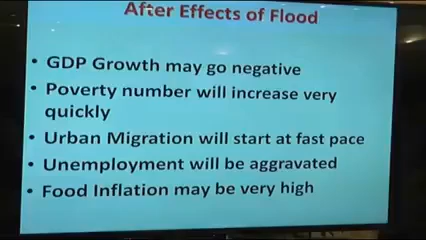 After Effects of Flood
• GDP Growth may go negative
• Poverty number will increase very
quickly
• Urban Migration will start at fast pace
• Unemployment will be aggravated
• Food Inflation may be very high